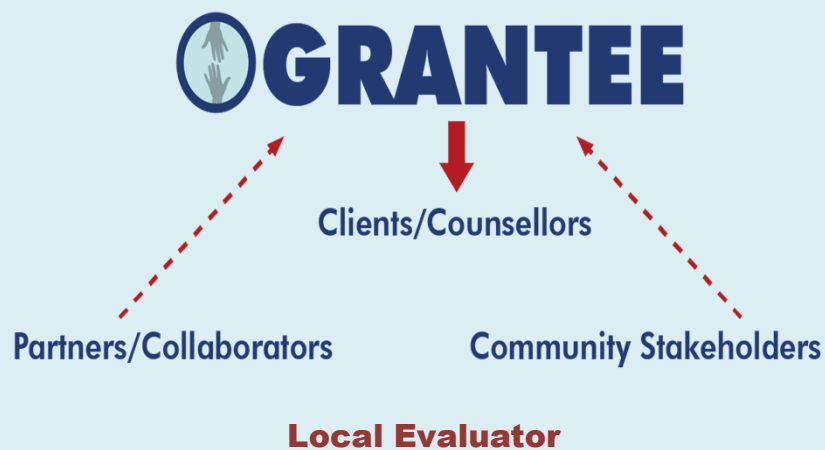 GRANTEE
Clients/Counsellors
Partners/Collaborators
Community Stakeholders
Local Evaluator